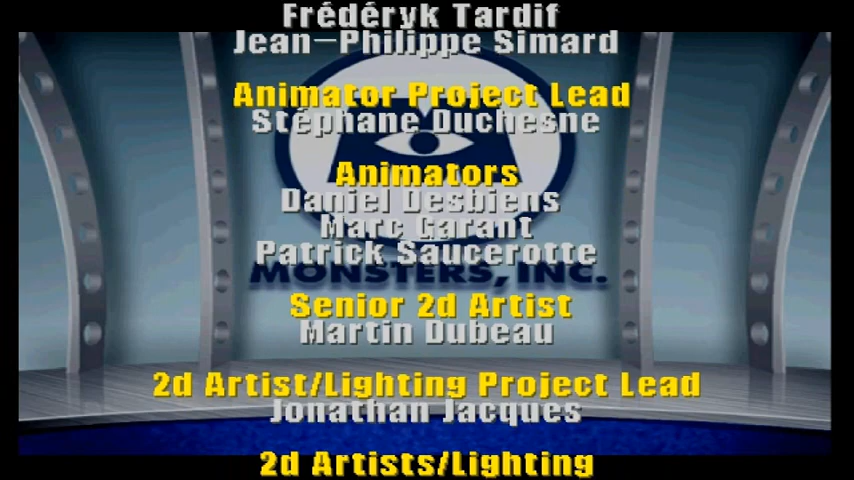 Frédéryk Tardif
Jean-Philippe Simard
Animator Project Lead
Stéphane Duchesne
Animators
Daniel Desbiens
Marc Garant
Patrick Saucerotte
MONSTERS, INC.
Senior 2d Artist
Martin Dubeau
2d Artist/Lighting Project Lead
Jonathan Jacques
2d Artists/Lighting